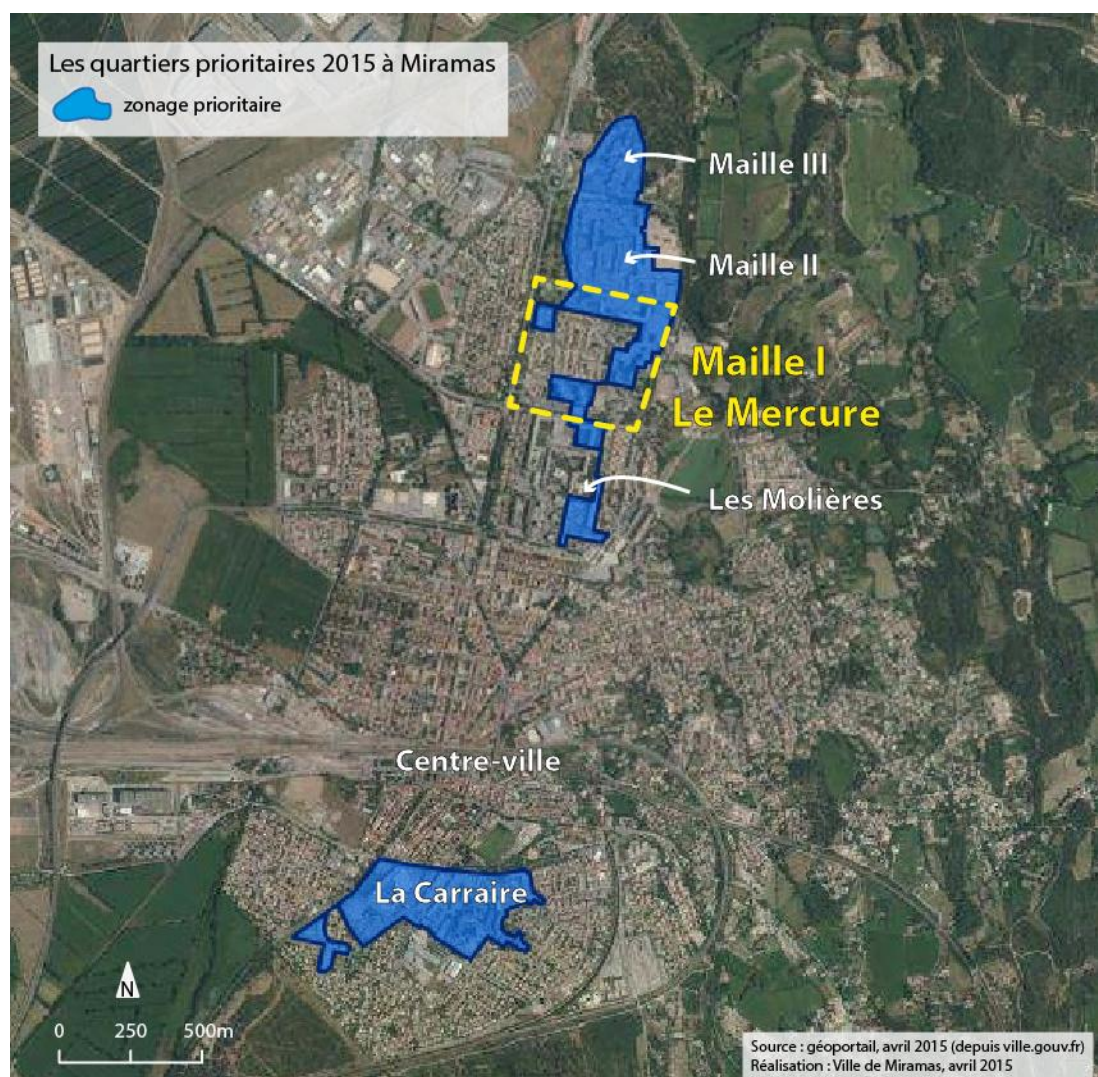 Les quartiers prioritaires 2015 à Miramas
zonage prioritaire
Maille III
Maille II
Maille I
Le Mercure
Les Molières
Centre-ville
La Carraire
N
0 250 500m
Source : géoportail, avril 2015 (depuis ville.gouv.fr)
Réalisation : Ville de Miramas, avril 2015